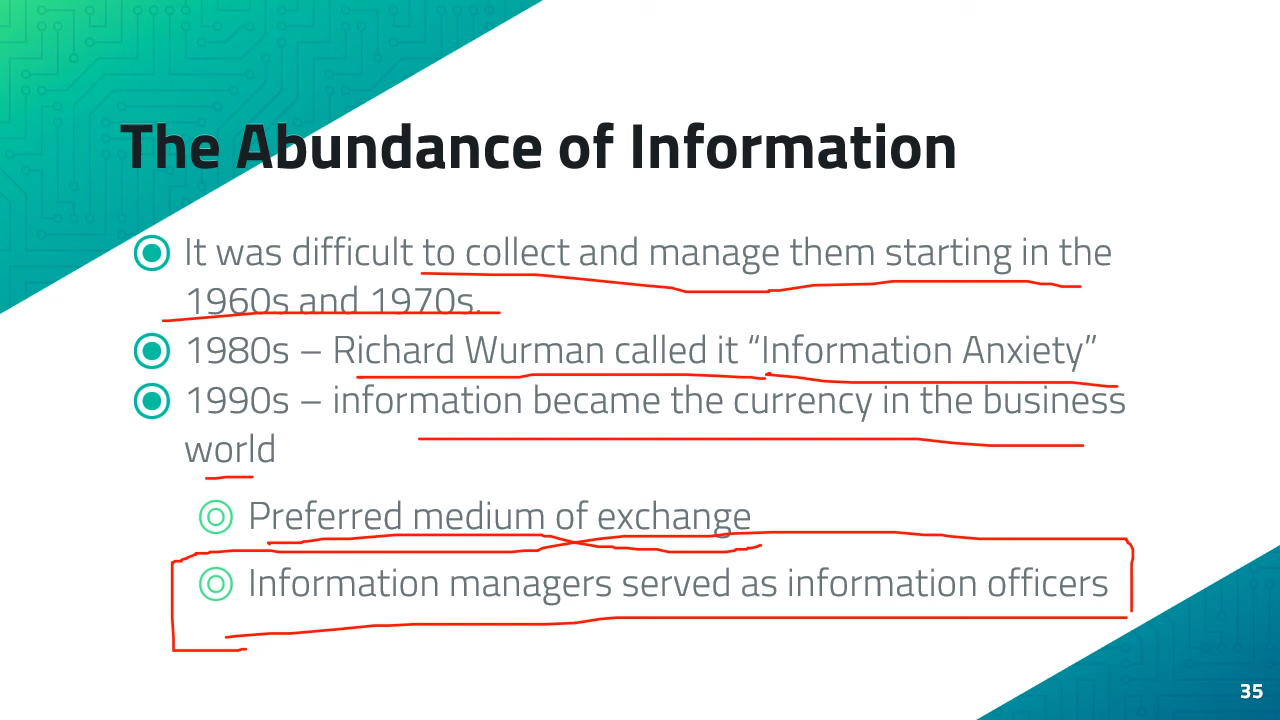 The Abundance of Information
It was difficult to collect and manage them starting in the
1960s and 1970s.
1980s – Richard Wurman called it “Information Anxiety”
1990s – information became the currency in the business
world
Preferred medium of exchange
Information managers served as information officers
35